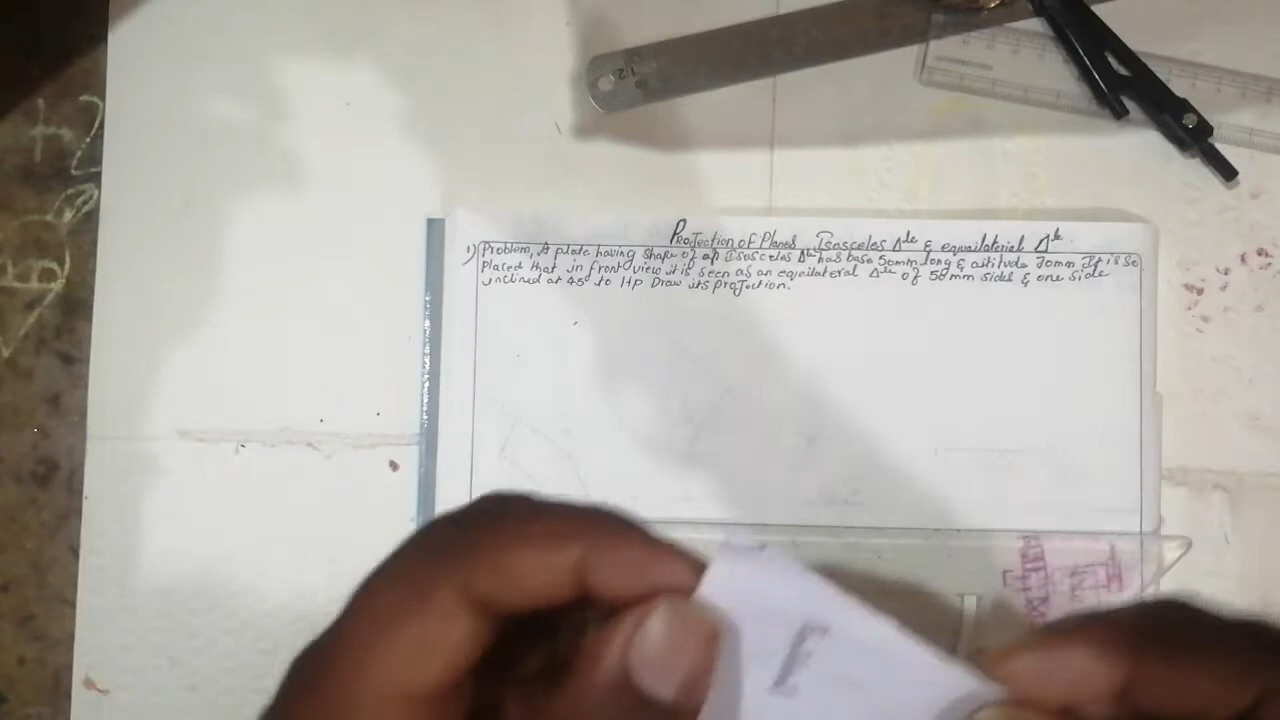 Projection of Planes Isosceles Δle & equilaterial Δle
1) Problem, A plate having shape of an Isosceles Δle has base 50mm long & altitude 70mm It is so
Placed that in front view it is seen as an equilateral Δle of 50mm sides & one side
inclined at 45° to HP Draw its projection.